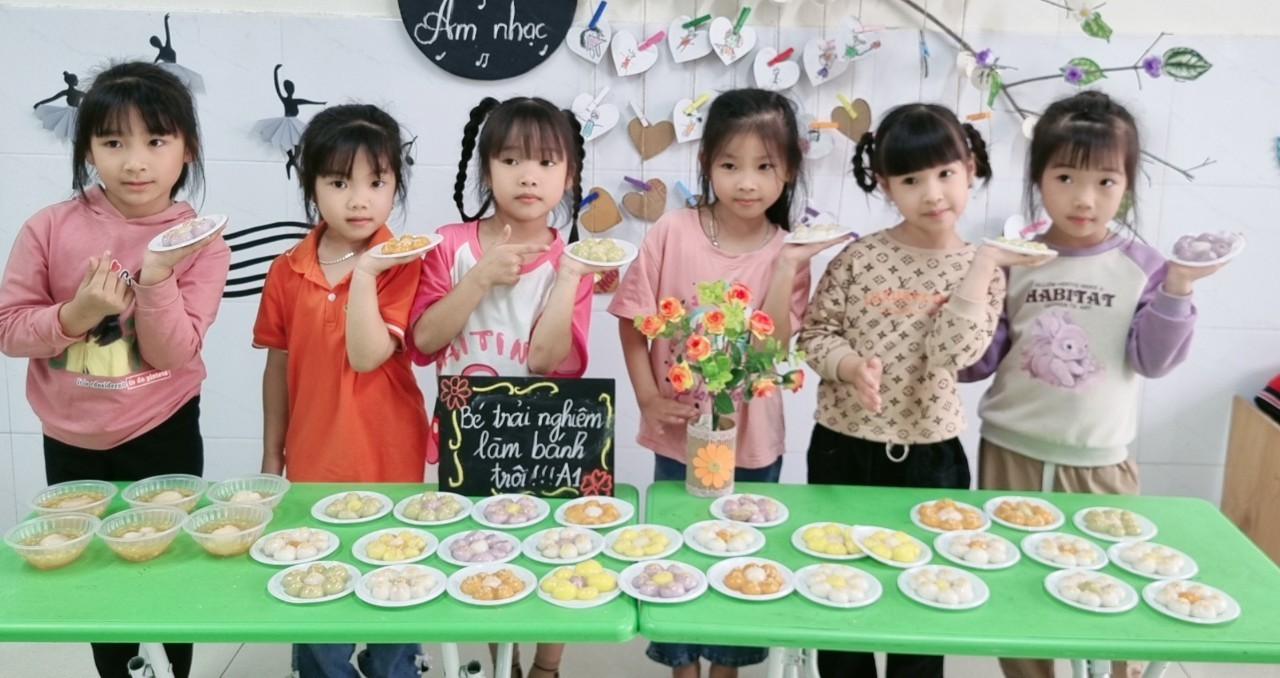 Âm nhạc
Bé trải nghiệm
làm bánh
trôi!!!A1
HABITAT